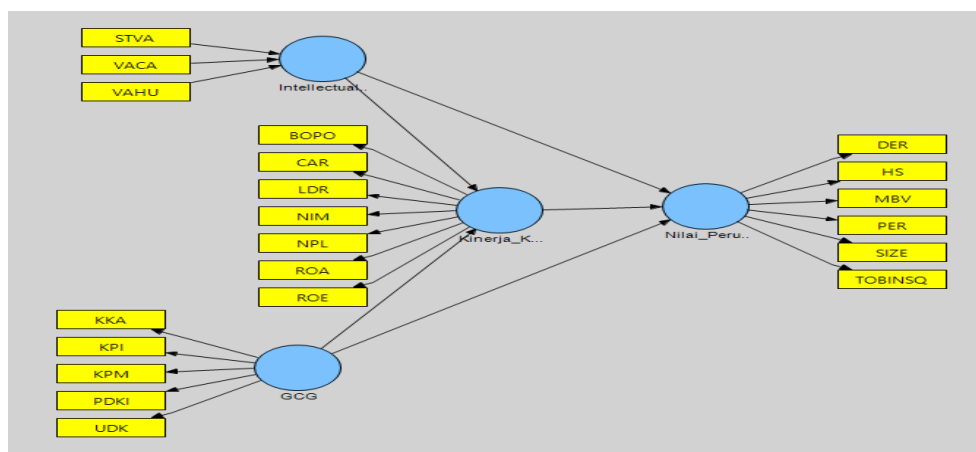 STVA
VACA
VAHU
Intellectual..
BOPO
CAR
LDR
NIM
NPL
ROA
ROE
Kinerja_K...
KKA
KPI
KPM
PDKI
UDK
GCG
Nilai_Peru..
DER
HS
MBV
PER
SIZE
TOBINSQ